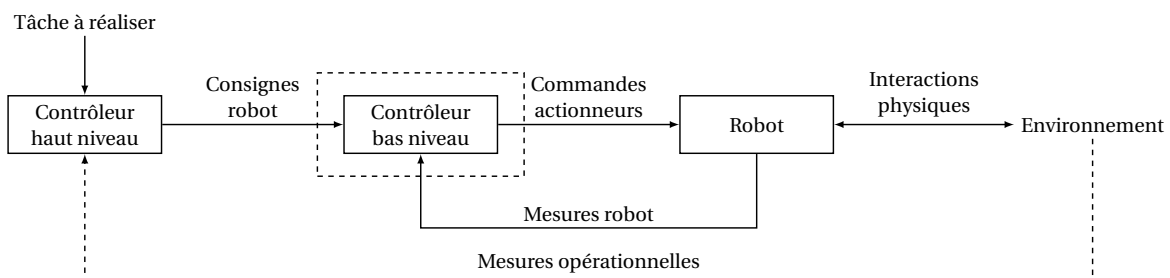 Tâche à réaliser
Contrôleur
haut niveau
Consignes
robot
Contrôleur
bas niveau
Commandes
actionneurs
Robot
Interactions
physiques
Environnement
Mesures robot
Mesures opérationnelles